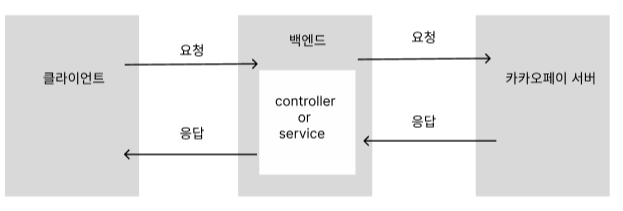 클라이언트
요청
응답
백엔드
controller
or
service
요청
응답
카카오페이 서버